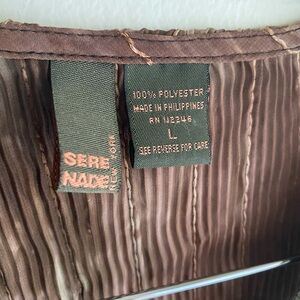 SERE
NADE
NEW YORK
100% POLYESTER
MADE IN PHILIPPINES
RN 112246
L
SEE REVERSE FOR CARE